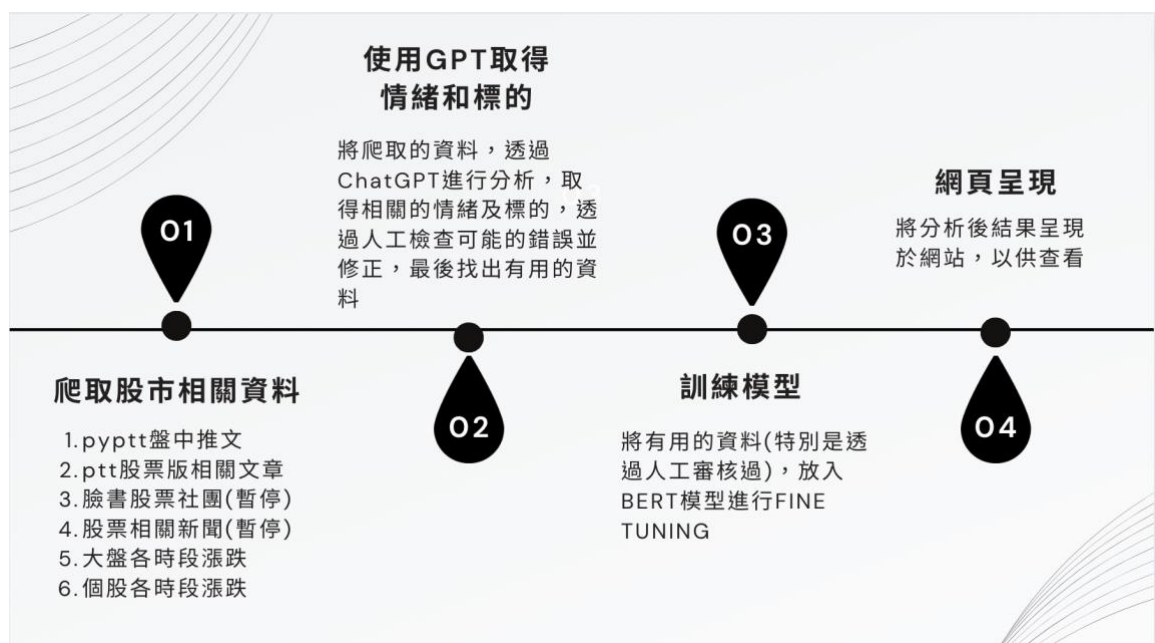 01
爬取股市相關資料
1.pyptt盤中推文
2.ptt股票版相關文章
3.臉書股票社團(暫停)
4.股票相關新聞(暫停)
5.大盤各時段漲跌
6.個股各時段漲跌
使用GPT取得
情緒和標的
將爬取的資料，透過
ChatGPT進行分析，取
得相關的情緒及標的，透
過人工檢查可能的錯誤並
修正，最後找出有用的資
料
02
03
訓練模型
將有用的資料(特別是透
過人工審核過)，放入
BERT模型進行FINE
TUNING
網頁呈現
將分析後結果呈現
於網站，以供查看
04